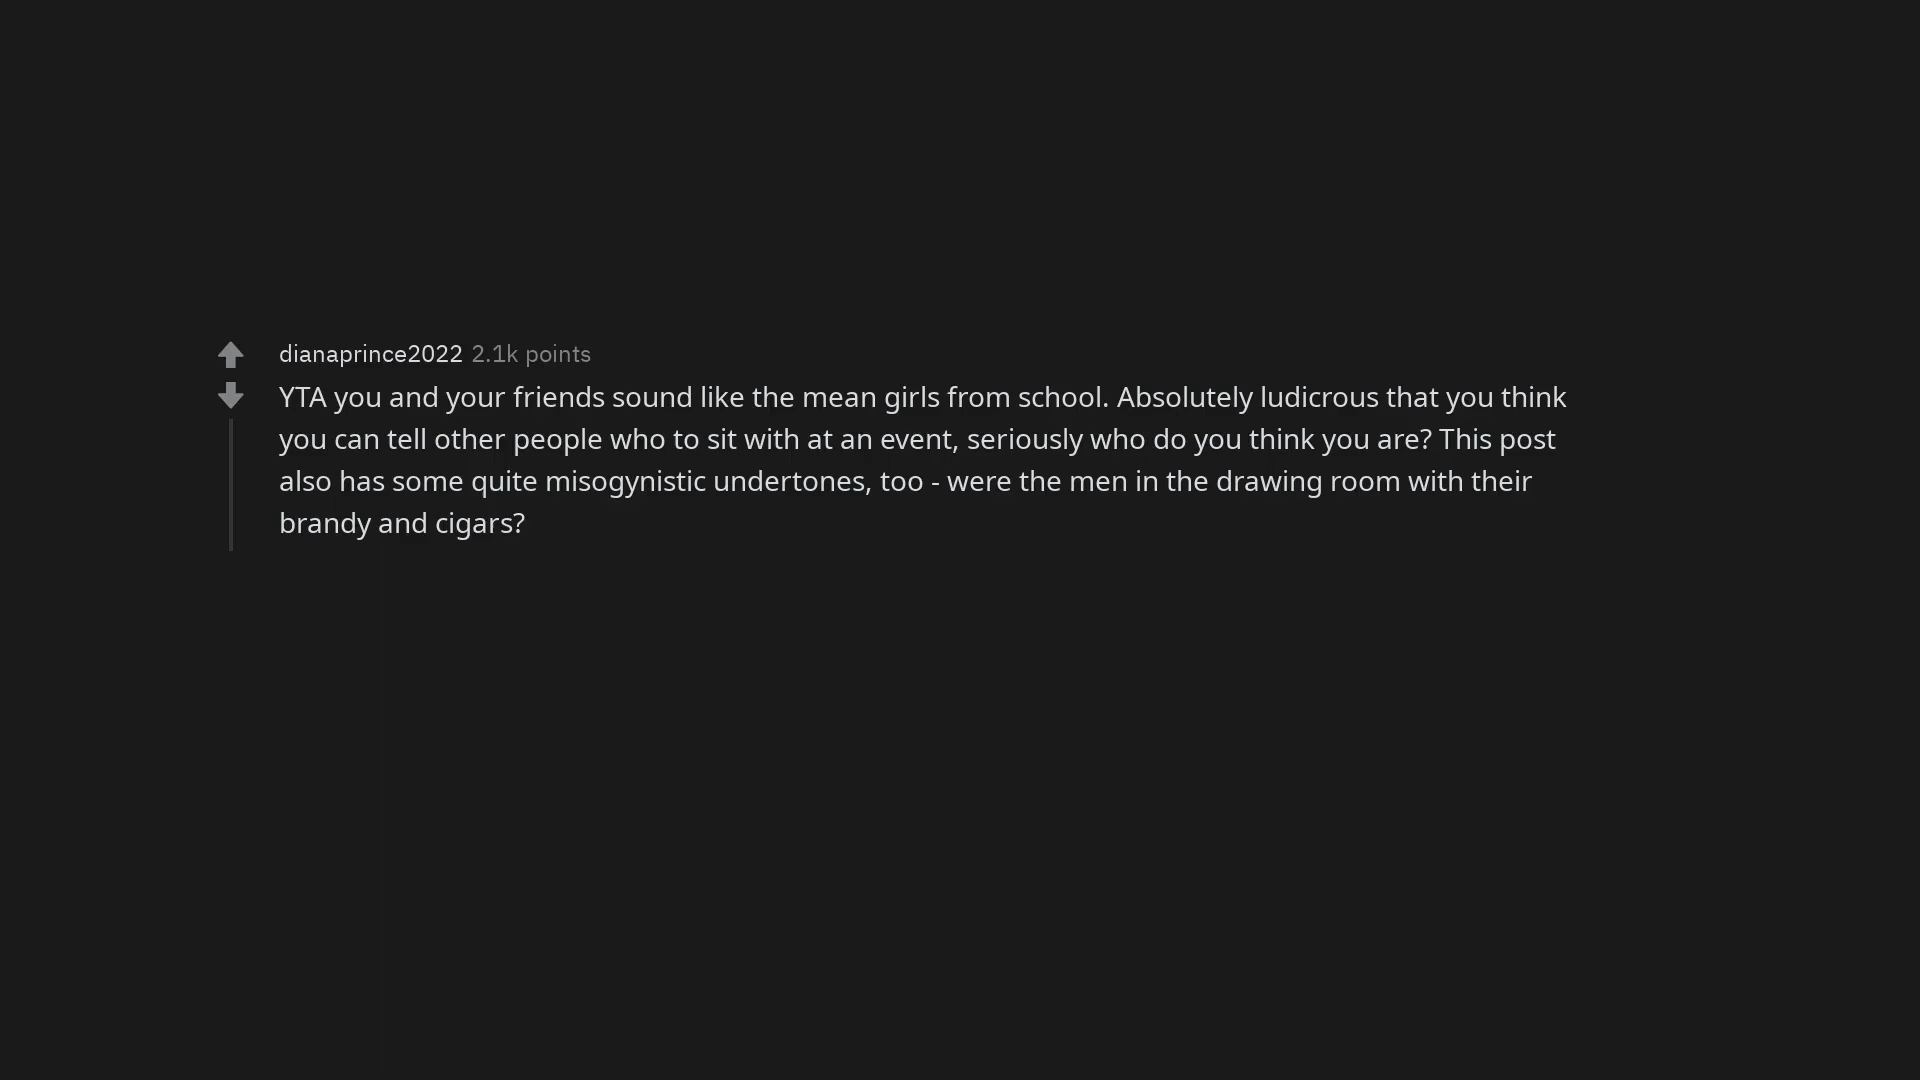 dianaprince2022 2.1k points
YTA you and your friends sound like the mean girls from school. Absolutely ludicrous that you think
you can tell other people who to sit with at an event, seriously who do you think you are? This post
also has some quite misogynistic undertones, too - were the men in the drawing room with their
brandy and cigars?